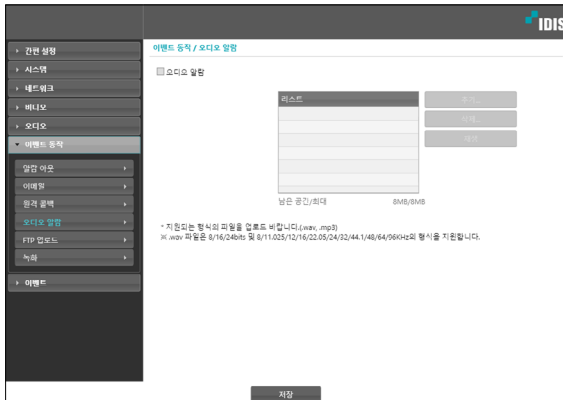 IDIS
간편 설정
시스템
네트워크
비디오
오디오
이벤트 동작
알람 아웃
이메일
원격 콜백
오디오 알람
FTP 업로드
녹화
이벤트
이벤트 동작 / 오디오 알람
오디오 알람
리스트
추가...
삭제...
재생
남은 공간/최대 8MB/8MB
* 지원되는 형식의 파일을 업로드 바랍니다.(.wav, .mp3)
※ .wav 파일은 8/16/24bits 및 8/11.025/12/16/22.05/24/32/44.1/48/64/96KHz의 형식을 지원합니다.
저장